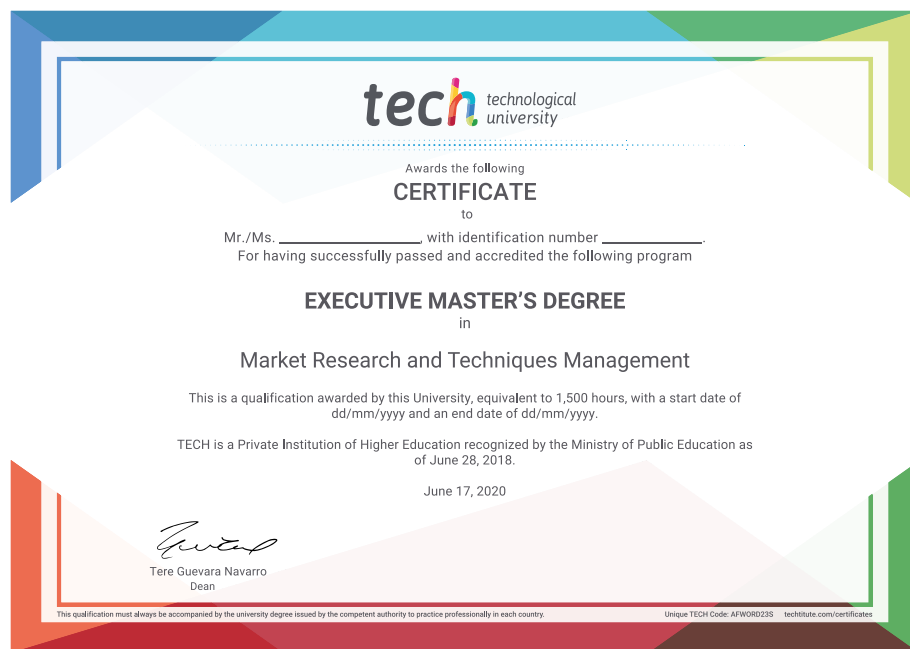 tech technological
university
Awards the following
CERTIFICATE
to
Mr./Ms. ____________________, with identification number ______________.
For having successfully passed and accredited the following program
EXECUTIVE MASTER'S DEGREE
in
Market Research and Techniques Management
This is a qualification awarded by this University, equivalent to 1,500 hours, with a start date of
dd/mm/yyyy and an end date of dd/mm/yyyy.
TECH is a Private Institution of Higher Education recognized by the Ministry of Public Education as
of June 28, 2018.
June 17, 2020
Tere Guevara Navarro
Dean
This qualification must always be accompanied by the university degree issued by the competent authority to practice professionally in each country. Unique TECH Code: AFWORD23S techtitute.com/certificates